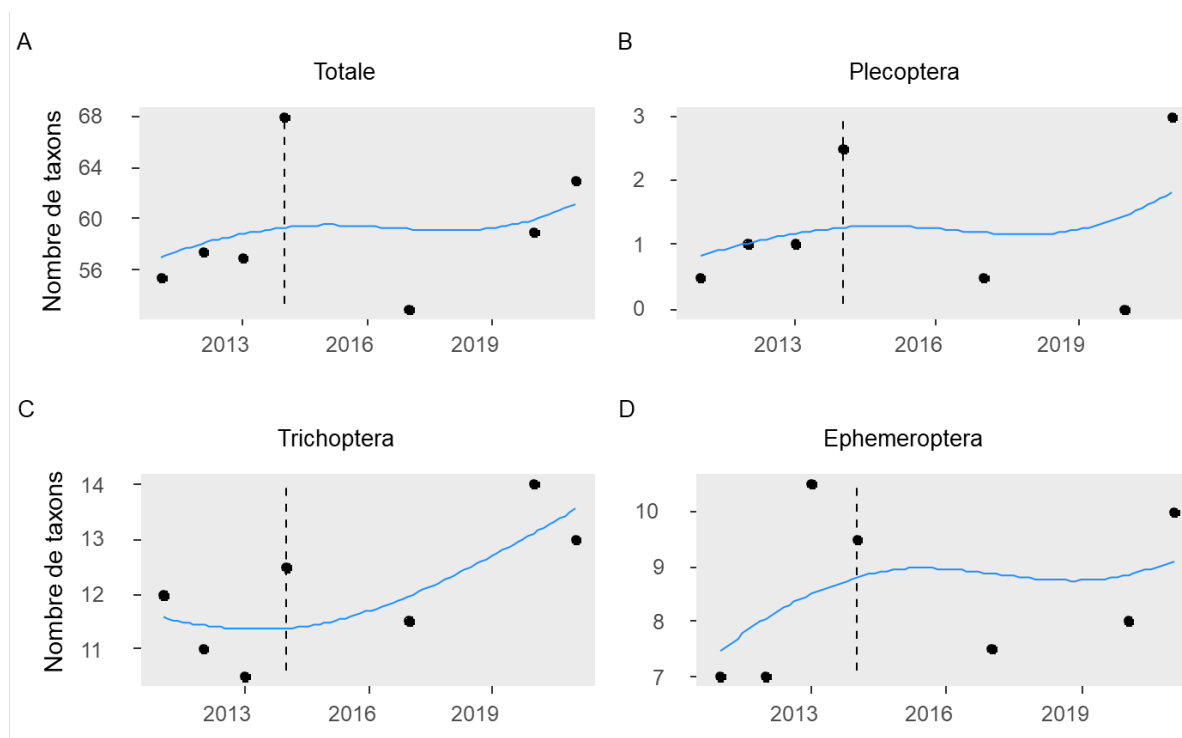 A
Totale
Nombre de taxons
68
64
60
56
2013
2016
2019
B
Plecoptera
3
2
1
0
2013
2016
2019
C
Trichoptera
Nombre de taxons
14
13
12
11
2013
2016
2019
D
Ephemeroptera
10
9
8
7
2013
2016
2019